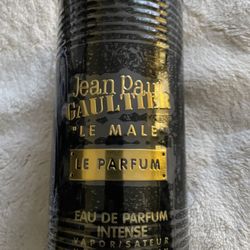 Jean Paul
GAULTIER
"LE MALE"
LE PARFUM
EAU DE PARFUM
INTENSE
VAPORISATEUR